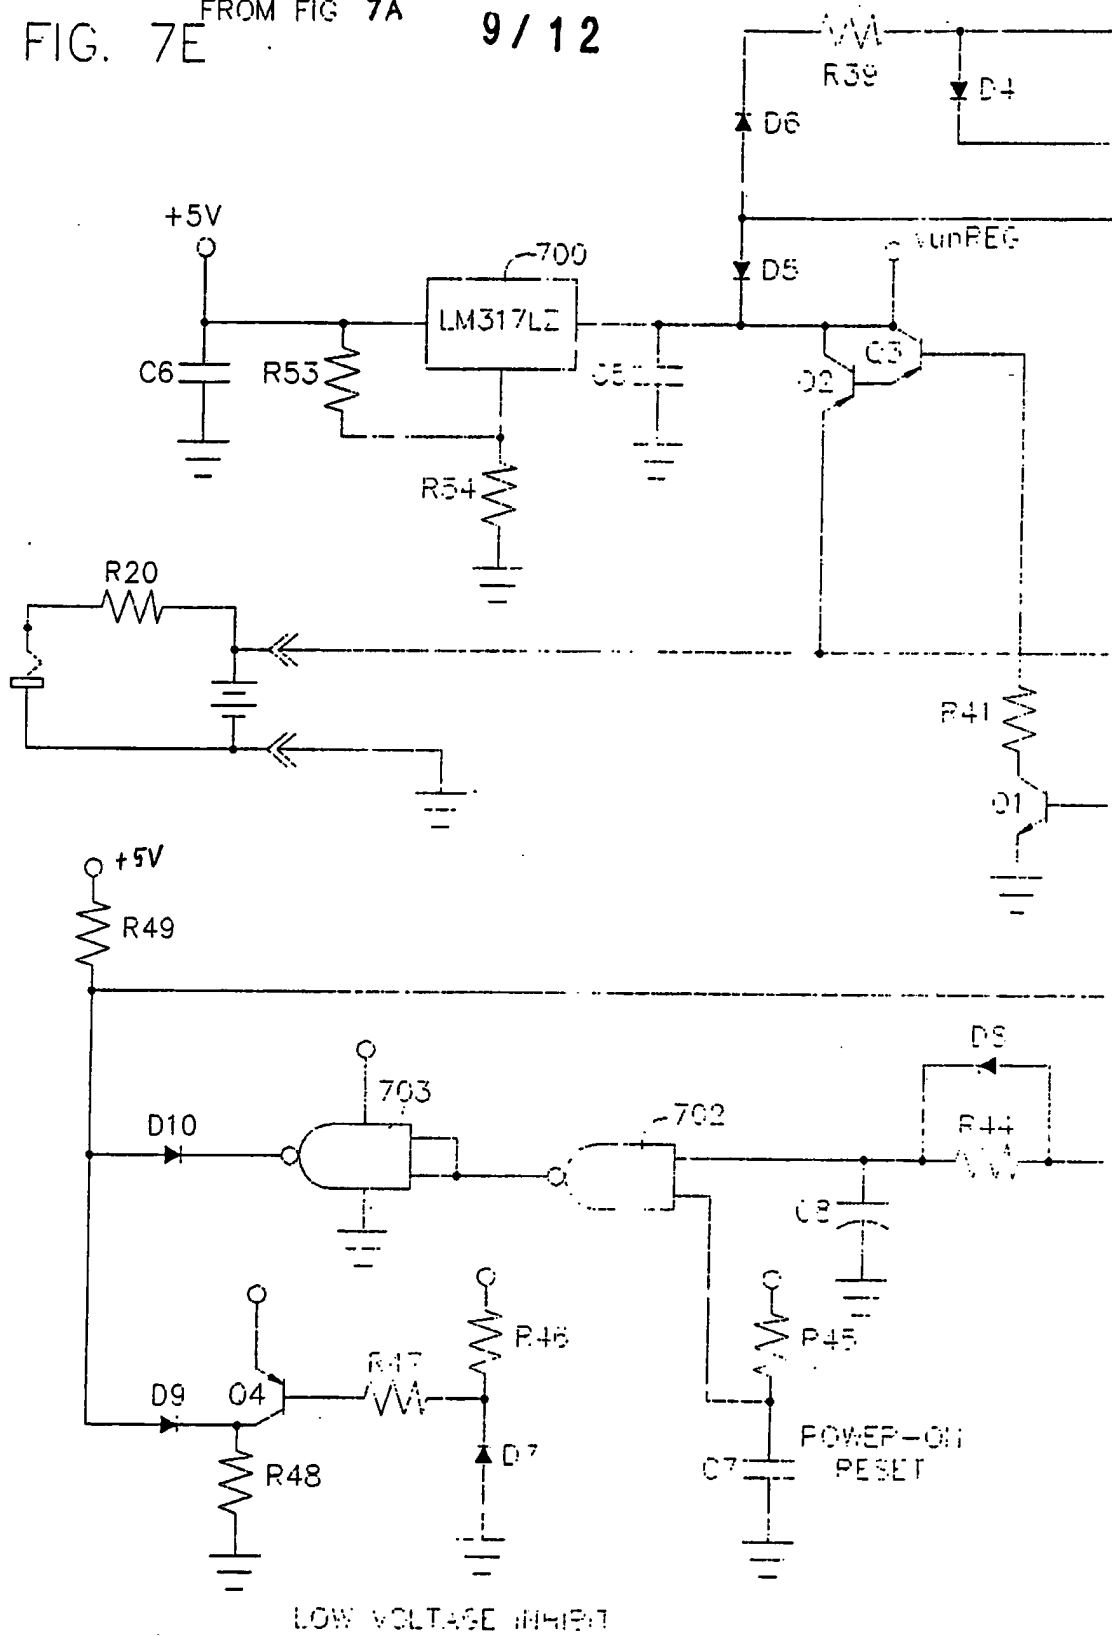 FROM FIG 7A
FIG. 7E
9/12
R39
D4
D6
+5V
VunREG
700
D5
LM317LZ
C6
R53
C5
Q3
Q2
R54
R20
R41
Q1
+5V
R49
D8
703
702
D10
R44
C8
R46
R45
R47
D9
Q4
D7
POWER-ON
RESET
C7
R48
LOW VOLTAGE INHIBIT